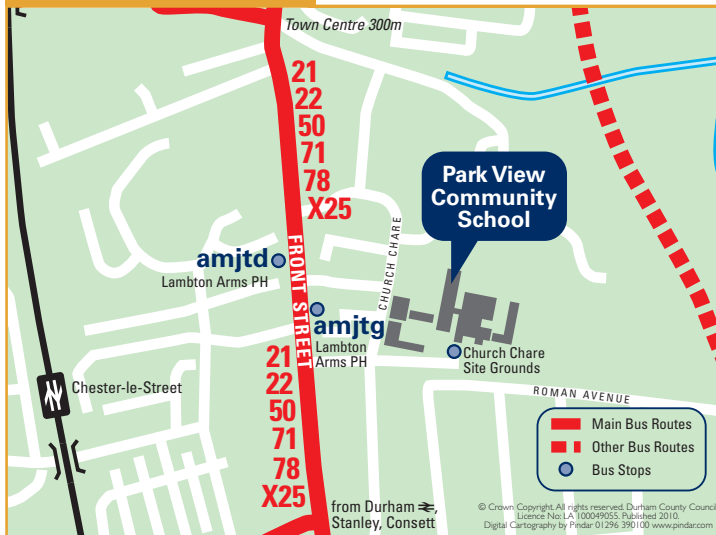 Town Centre 300m
21
22
50
71
78
X25
Park View
Community
School
CHURCH CHARE
FRONT STREET
amjtd
Lambton Arms PH
amjtg
Lambton
Arms PH
Church Chare
Site Grounds
21
22
50
71
78
X25
Chester-le-Street
ROMAN AVENUE
Main Bus Routes
Other Bus Routes
Bus Stops
from Durham ,
Stanley, Consett
© Crown Copyright. All rights reserved. Durham County Council
Licence No: LA 100049055. Published 2010.
Digital Cartography by Pindar 01296 390100 www.pindar.com